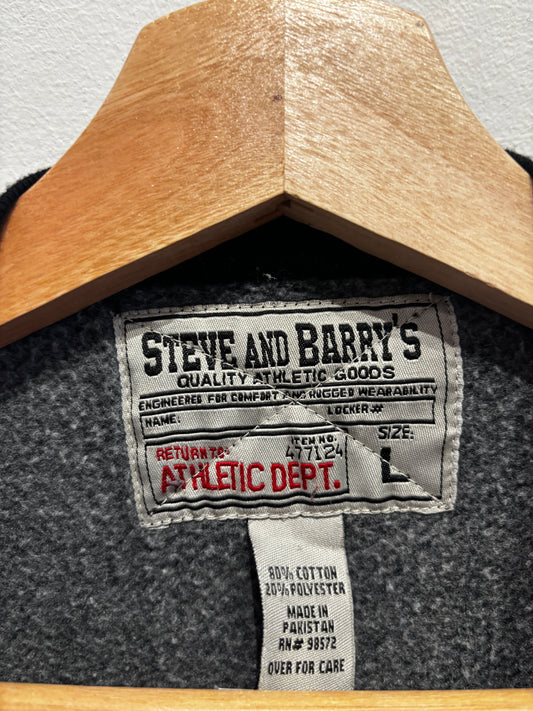 STEVE AND BARRY'S
QUALITY ATHLETIC GOODS
ENGINEERED FOR COMFORT AND RUGGED WEARABILITY
NAME: LOCKER#
RETURN TO: ITEM NO. SIZE:
477124
ATHLETIC DEPT. L
80% COTTON
20% POLYESTER
MADE IN
PAKISTAN
RN# 98572
OVER FOR CARE